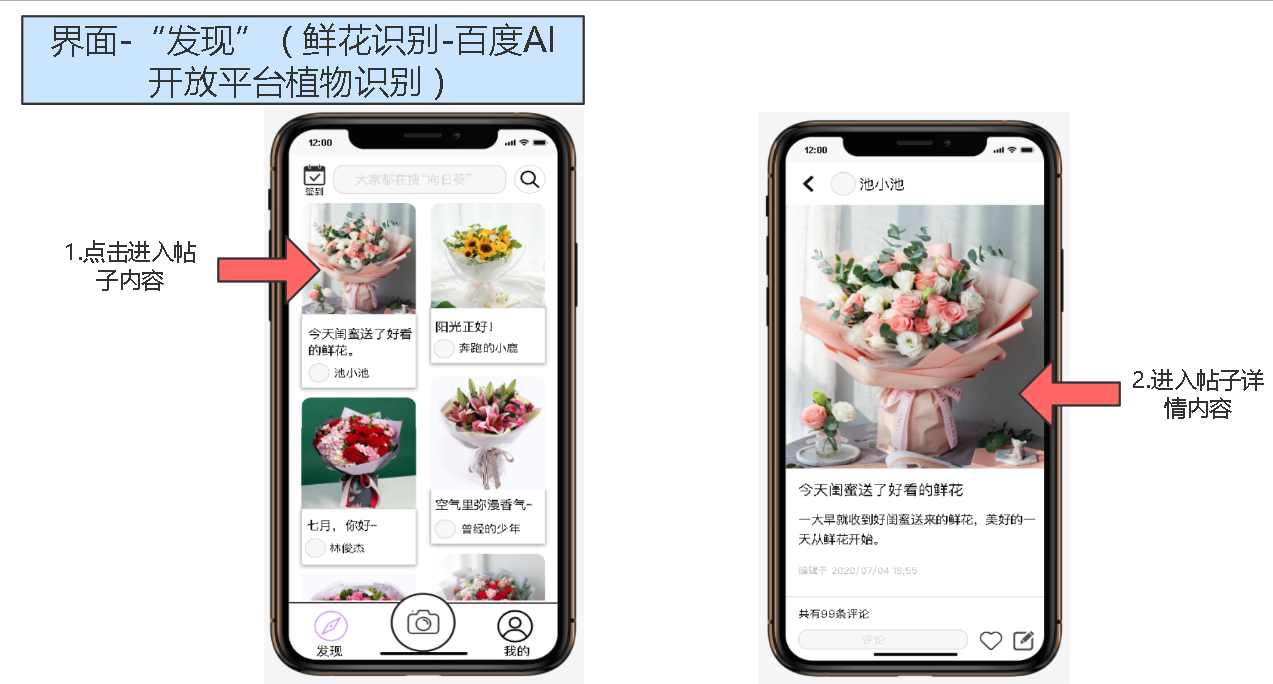 界面-“发现”（鲜花识别-百度AI
开放平台植物识别）
12:00
签到
大家都在搜“向日葵”
1.点击进入帖
子内容
今天闺蜜送了好看
的鲜花。
池小池
阳光正好！
奔跑的小鹿
七月，你好~
林俊杰
空气里弥漫香气~
曾经的少年
发现
我的
12:00
池小池
2.进入帖子详
情内容
今天闺蜜送了好看的鲜花
一大早就收到好闺蜜送来的鲜花，美好的一
天从鲜花开始。
编辑于 2020/07/04 18:55
共有99条评论
评论